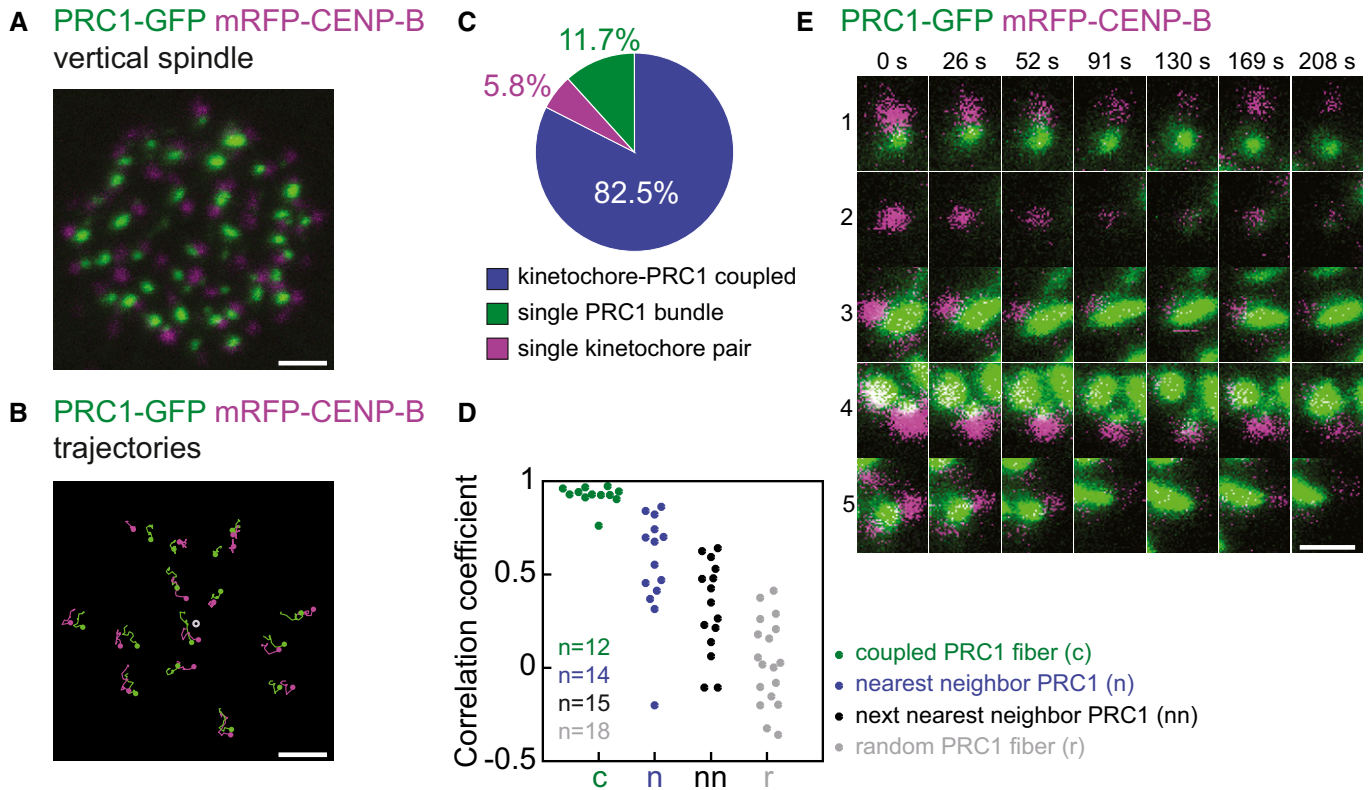 A PRC1-GFP mRFP-CENP-B
vertical spindle
B PRC1-GFP mRFP-CENP-B
trajectories
C
11.7%
5.8%
82.5%
kinetochore-PRC1 coupled
single PRC1 bundle
single kinetochore pair
D
Correlation coefficient
1
0.5
0
-0.5
n=12
n=14
n=15
n=18
c n nn r
E PRC1-GFP mRFP-CENP-B
0 s 26 s 52 s 91 s 130 s 169 s 208 s
1
2
3
4
5
coupled PRC1 fiber (c)
nearest neighbor PRC1 (n)
next nearest neighbor PRC1 (nn)
random PRC1 fiber (r)